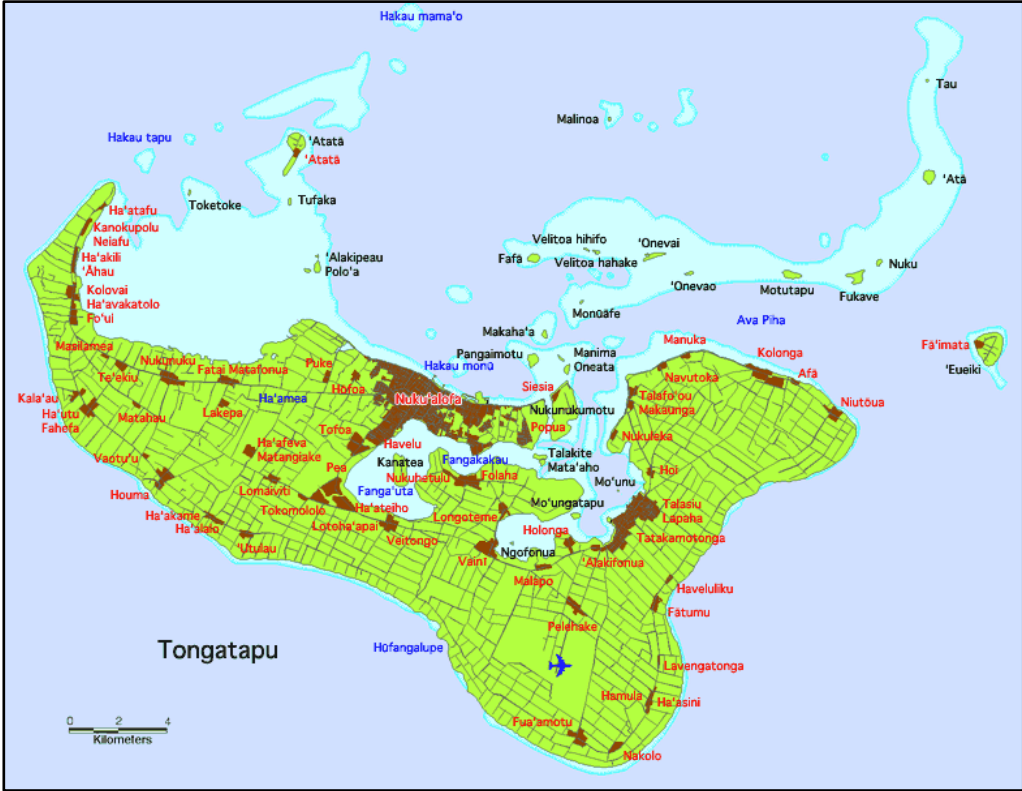 Hakau mama'o
Tau
Malinoa
Hakau tapu
'Atatā
'Atatā
'Atā
Toketoke
Tufaka
Ha'atafu
Kanokupolu
Neiafu
Ha'akili
'Āhau
Kolovai
Ha'avakatolo
Fo'ui
'Alakipeau
Polo'a
Velitoa hihifo
'Onevai
Fafā
Velitoa hahake
Nuku
'Onevao
Motutapu
Fukave
Monūafe
Ava Piha
Makaha'a
Manuka
Fā'imata
Masilamea
Nukunuku
Puke
Hakau monū
Pangaimotu
Manima
Oneata
Kolonga
'Eueiki
Te'ekiu
Fatai
Matafonua
Hōfoa
Siesia
Navutoka
Afā
Kala'au
Ha'amea
Nuku'alofa
Talafo'ou
Makaunga
Ha'utu
Fahefa
Matahau
Lakepa
Nukunukumotu
Niutōua
Tofoa
Popua
Nukuleka
Ha'afeva
Matangiake
Havelu
Vaotu'u
Pea
Kanatea
Fangakakau
Talakite
Mata'aho
Hoi
Nukuhetulu
Folaha
Mo'unu
Houma
Lomaiviti
Fanga'uta
Tokomololo
Ha'ateiho
Mo'ungatapu
Talasiu
Lapaha
Ha'akame
Ha'alalo
Lotoha'apai
Longoteme
Veitongo
Holonga
Tatakamotonga
'Utulau
Ngofonua
'Alakifonua
Vainī
Malapo
Haveluliku
Fātumu
Pelehake
Hūfangalupe
Tongatapu
Lavengatonga
Hamula
Ha'asini
Fua'amotu
Nakolo
0 2 4
Kilometers